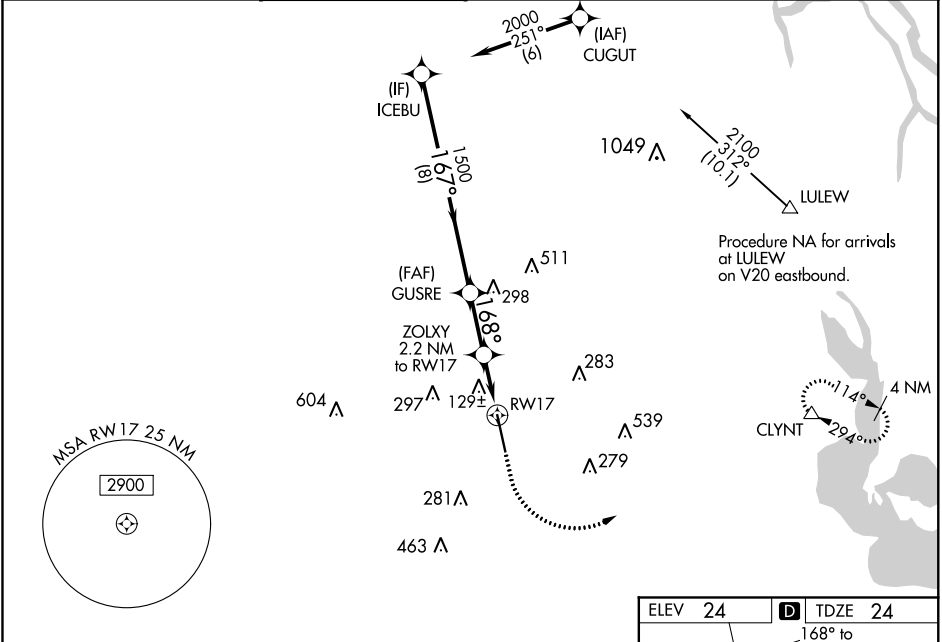 2000
251°
(6)
(IAF)
CUGUT
(IF)
ICEBU
1500
167°
(8)
1049
2100
312°
(10.1)
LULEW
Procedure NA for arrivals
at LULEW
on V20 eastbound.
511
(FAF)
GUSRE
298
168°
ZOLXY
2.2 NM
to RW17
283
604
297
129±
RW17
114°
4 NM
CLYNT
294°
539
279
MSA RW17 25 NM
2900
281
463
ELEV 24
D
TDZE 24
168° to